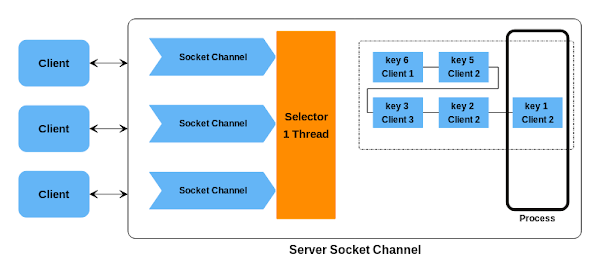 Client
Client
Client
Socket Channel
Socket Channel
Socket Channel
Selector
1 Thread
key 6
Client 1
key 5
Client 2
key 3
Client 3
key 2
Client 2
key 1
Client 2
Process
Server Socket Channel